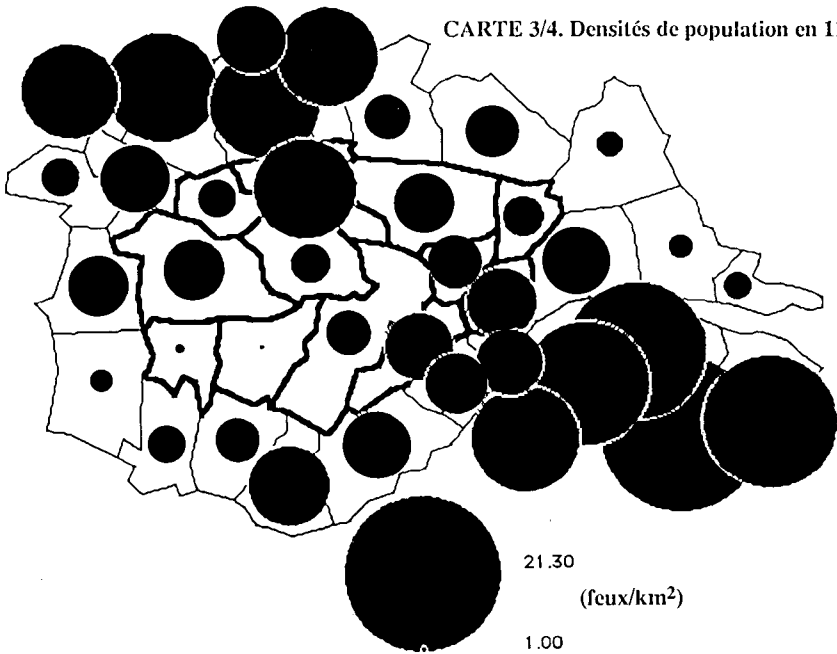 CARTE 3/4. Densités de population en 1
21.30
(feux/km²)
1.00